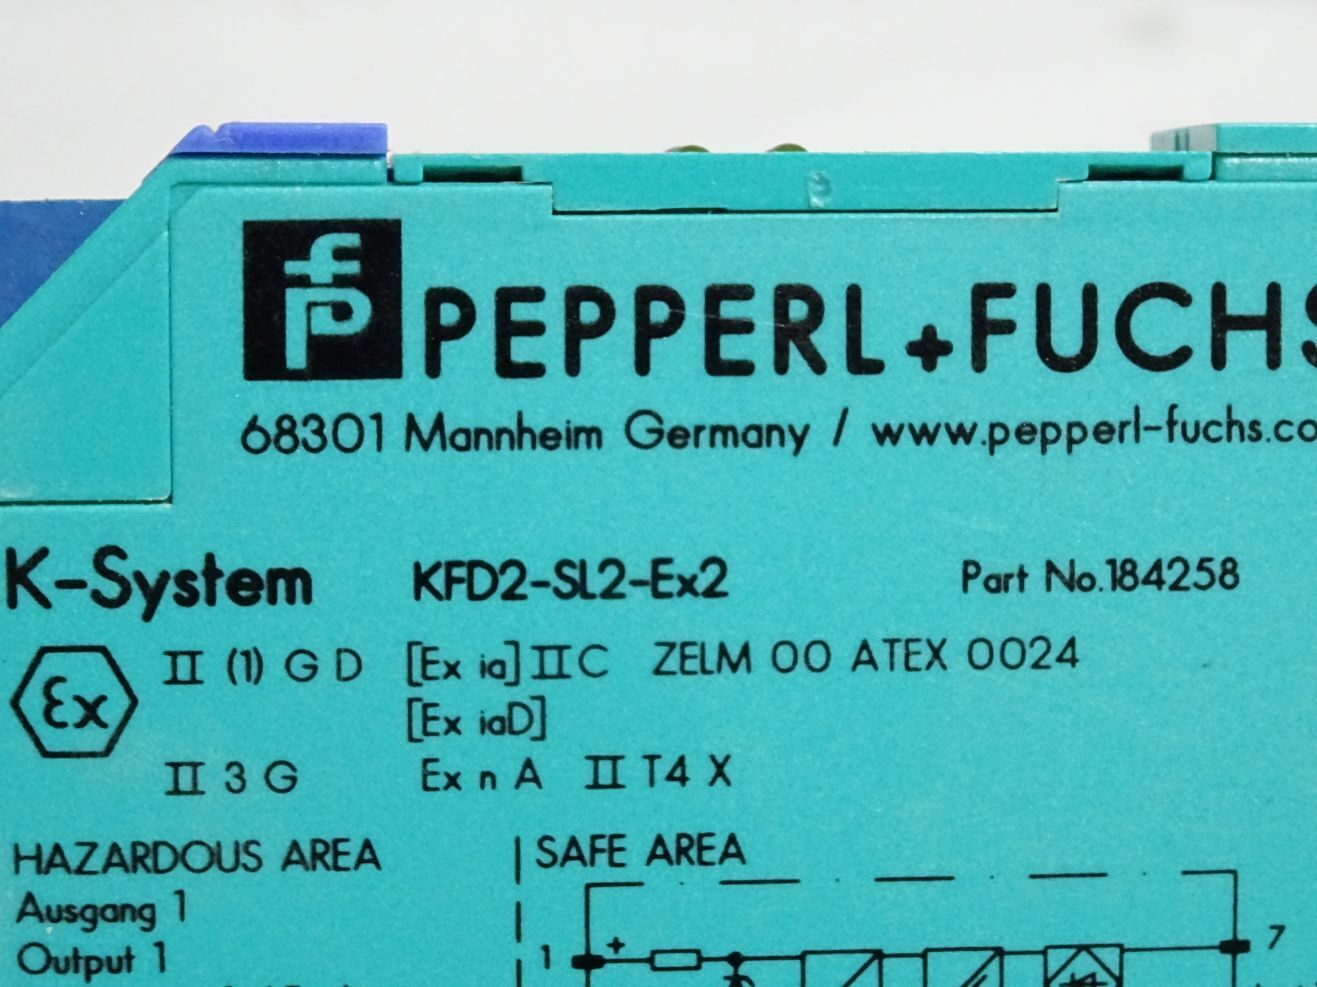 fp PEPPERL+FUCHS
68301 Mannheim Germany / www.pepperl-fuchs.co
K-System KFD2-SL2-Ex2 Part No.184258
Ex II (1) G D [Ex ia] IIC ZELM 00 ATEX 0024
[Ex iaD]
II 3 G Ex n A II T4 X
HAZARDOUS AREA SAFE AREA
Ausgang 1
Output 1 1 + 7